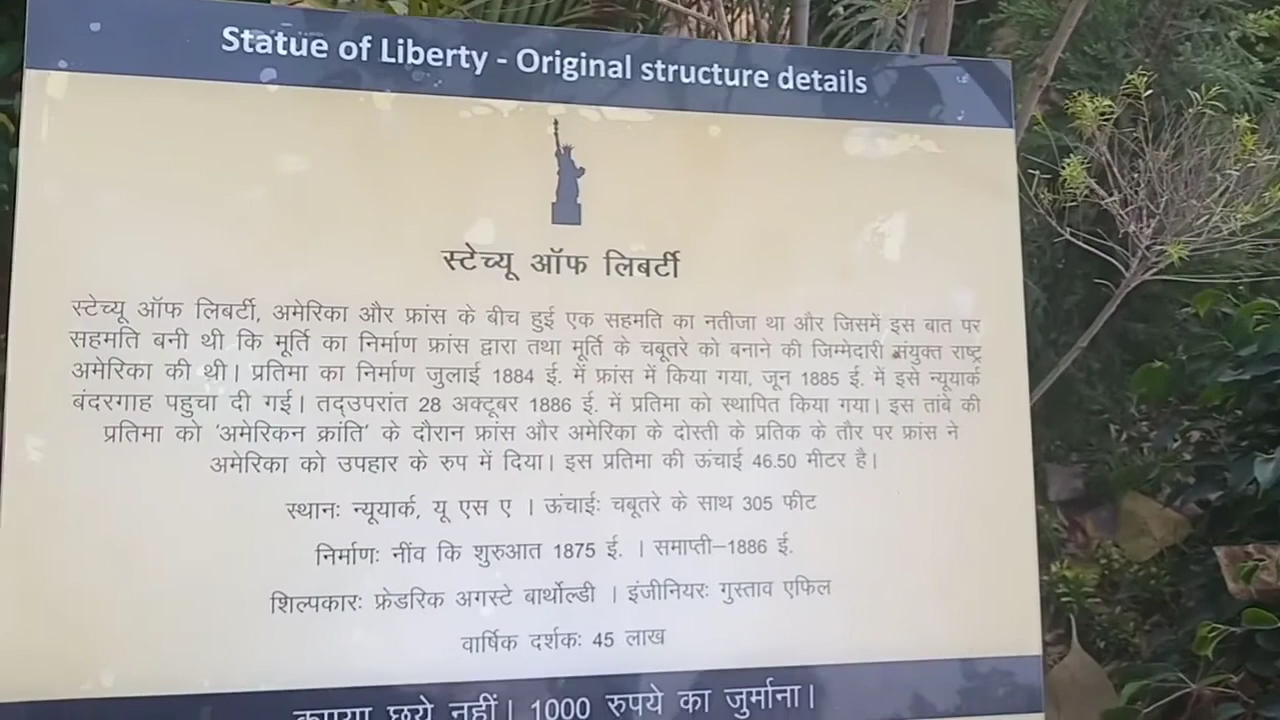 Statue of Liberty - Original structure details
स्टेच्यू ऑफ लिबर्टी
स्टेच्यू ऑफ लिबर्टी, अमेरिका और फ्रांस के बीच हुई एक सहमति का नतीजा था और जिसमें इस बात पर
सहमति बनी थी कि मूर्ति का निर्माण फ्रांस द्वारा तथा मूर्ति के चबूतरे को बनाने की जिम्मेदारी संयुक्त राष्ट्र
अमेरिका की थी। प्रतिमा का निर्माण जुलाई 1884 ई. में फ्रांस में किया गया, जून 1885 ई. में इसे न्यूयार्क
बंदरगाह पहुचा दी गई। तद्उपरांत 28 अक्टूबर 1886 ई. में प्रतिमा को स्थापित किया गया। इस तांबे की
प्रतिमा को 'अमेरिकन क्रांति' के दौरान फ्रांस और अमेरिका के दोस्ती के प्रतिक के तौर पर फ्रांस ने
अमेरिका को उपहार के रुप में दिया। इस प्रतिमा की ऊंचाई 46.50 मीटर है।
स्थानः न्यूयार्क, यू एस ए । ऊंचाईः चबूतरे के साथ 305 फीट
निर्माणः नींव कि शुरुआत 1875 ई. । समाप्ती–1886 ई.
शिल्पकारः फ्रेडरिक अगस्टे बार्थोल्डी । इंजीनियरः गुस्ताव एफिल
वार्षिक दर्शकः 45 लाख
कृपया छुये नहीं। 1000 रुपये का जुर्माना।